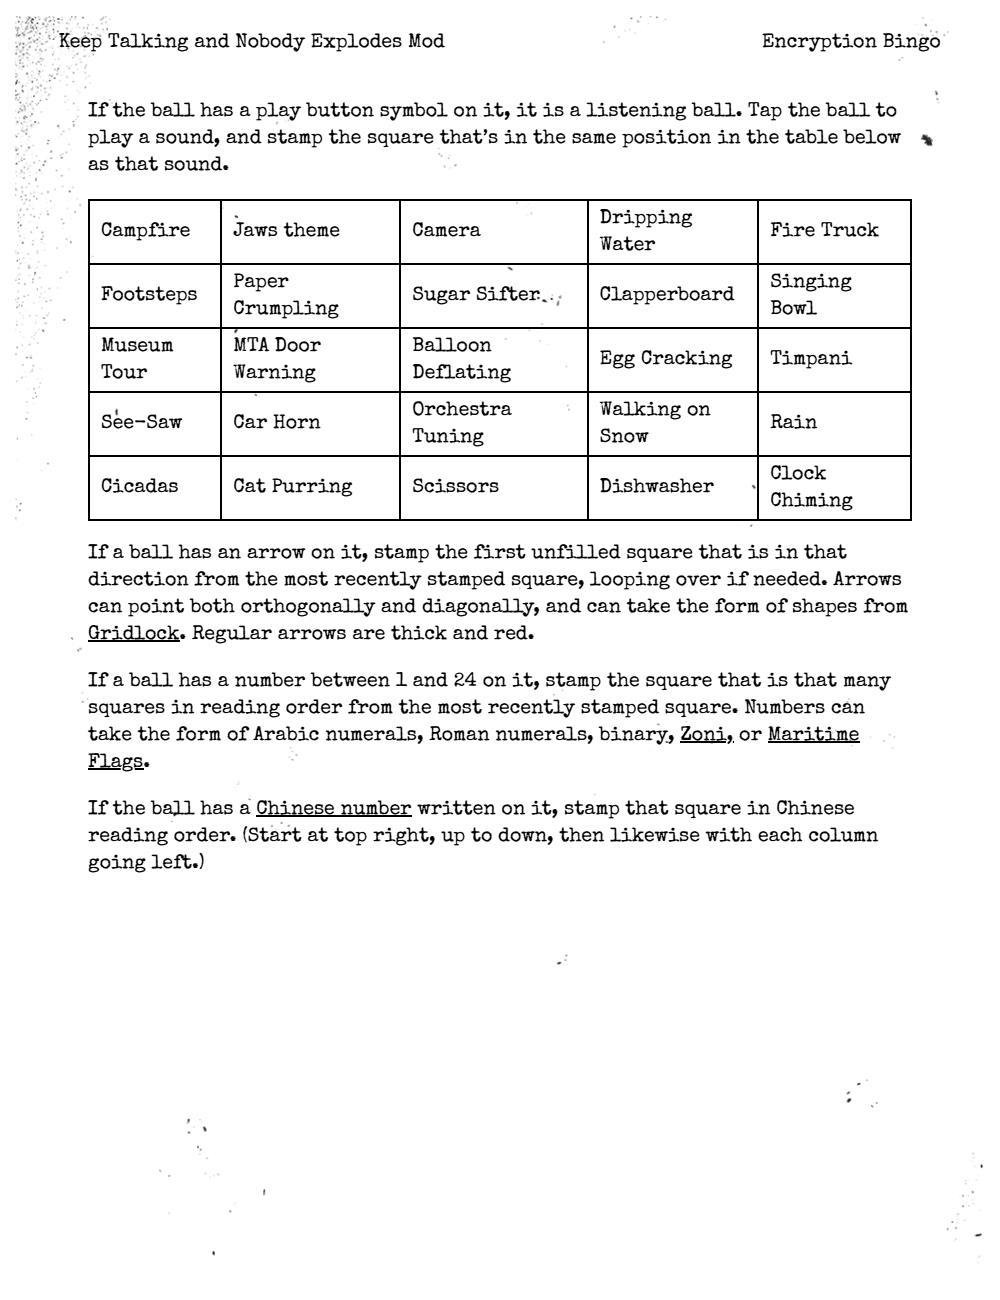 Keep Talking and Nobody Explodes Mod
Encryption Bingo
If the ball has a play button symbol on it, it is a listening ball. Tap the ball to
play a sound, and stamp the square that's in the same position in the table below
as that sound.
Campfire
Jaws theme
Camera
Dripping
Water
Fire Truck
Footsteps
Paper
Crumpling
Sugar Sifter
Clapperboard
Singing
Bowl
Museum
Tour
MTA Door
Warning
Balloon
Deflating
Egg Cracking
Timpani
See-Saw
Car Horn
Orchestra
Tuning
Walking on
Snow
Rain
Cicadas
Cat Purring
Scissors
Dishwasher
Clock
Chiming
If a ball has an arrow on it, stamp the first unfilled square that is in that
direction from the most recently stamped square, looping over if needed. Arrows
can point both orthogonally and diagonally, and can take the form of shapes from
Gridlock. Regular arrows are thick and red.
If a ball has a number between 1 and 24 on it, stamp the square that is that many
squares in reading order from the most recently stamped square. Numbers can
take the form of Arabic numerals, Roman numerals, binary, Zoni, or Maritime
Flags.
If the ball has a Chinese number written on it, stamp that square in Chinese
reading order. (Start at top right, up to down, then likewise with each column
going left.)